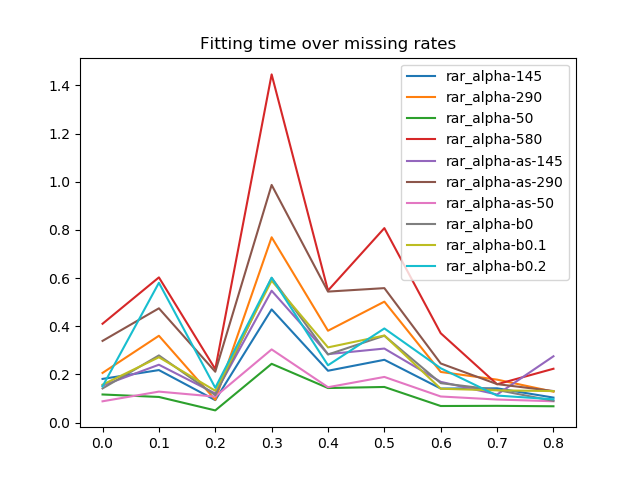 Fitting time over missing rates
1.4
1.2
1.0
0.8
0.6
0.4
0.2
0.0
rar_alpha-145
rar_alpha-290
rar_alpha-50
rar_alpha-580
rar_alpha-as-145
rar_alpha-as-290
rar_alpha-as-50
rar_alpha-b0
rar_alpha-b0.1
rar_alpha-b0.2
0.0 0.1 0.2 0.3 0.4 0.5 0.6 0.7 0.8